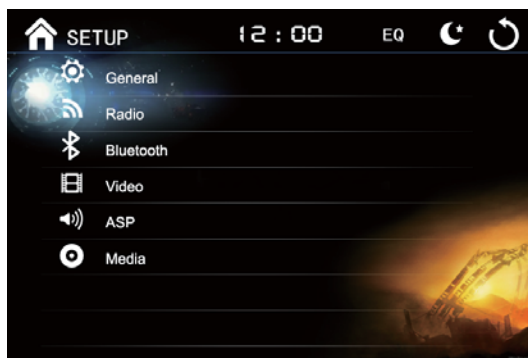 SETUP 12:00 EQ
General
Radio
Bluetooth
Video
ASP
Media